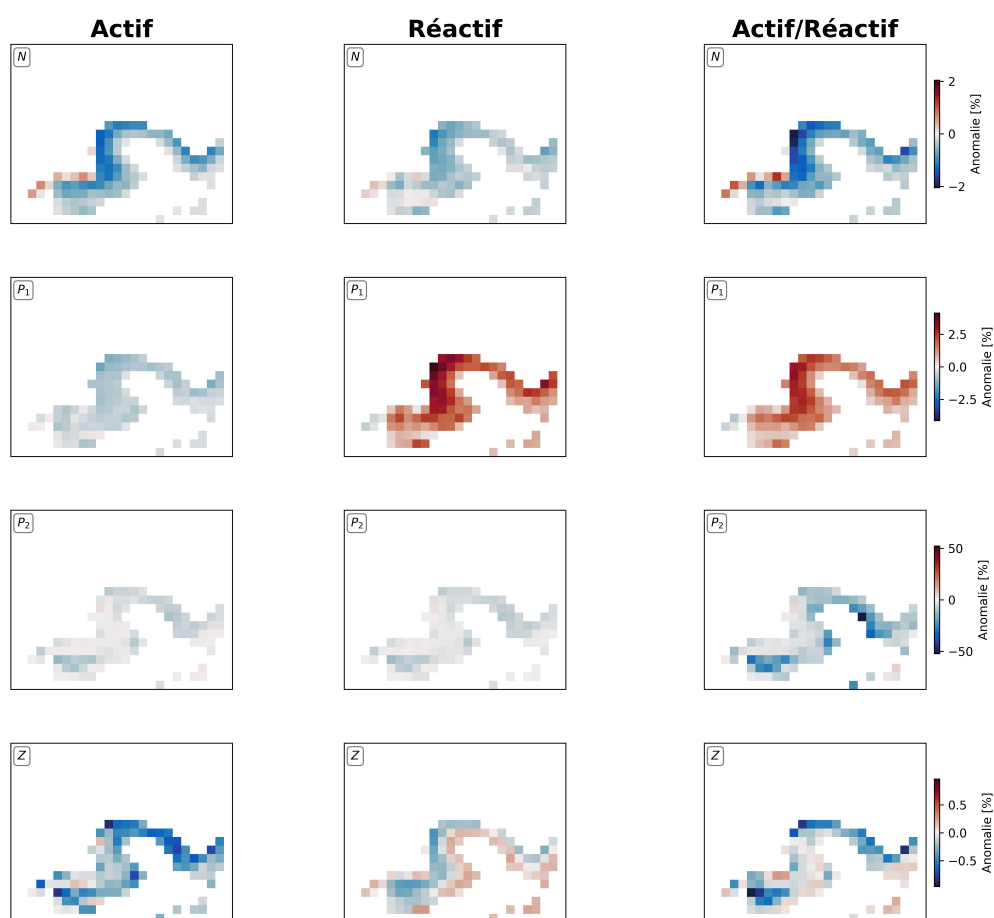 Actif Réactif Actif/Réactif
N N N
2
0
−2
Anomalie [%]
P1 P1 P1
2.5
0.0
−2.5
Anomalie [%]
P2 P2 P2
50
0
−50
Anomalie [%]
Z Z Z
0.5
0.0
−0.5
Anomalie [%]